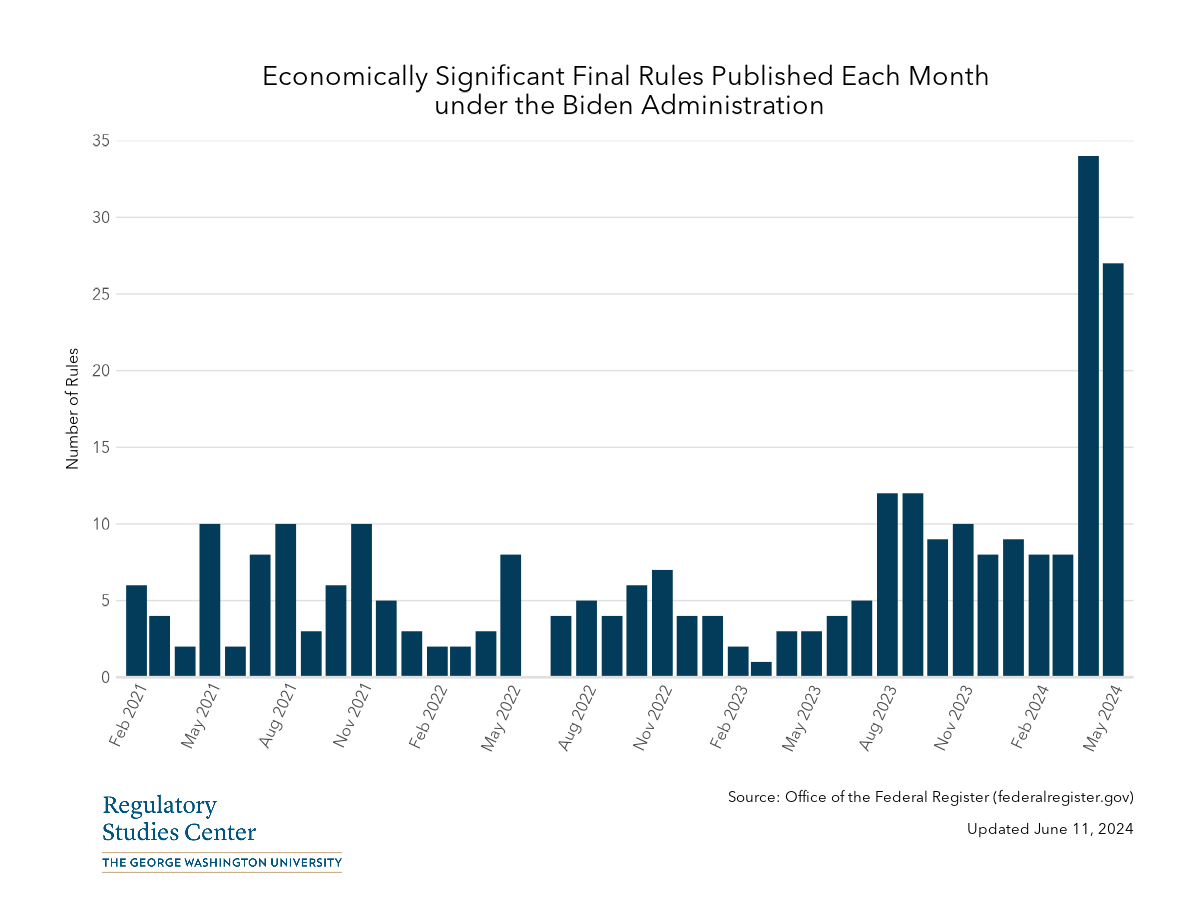 Economically Significant Final Rules Published Each Month
under the Biden Administration
Number of Rules
35
30
25
20
15
10
5
0
Feb 2021
May 2021
Aug 2021
Nov 2021
Feb 2022
May 2022
Aug 2022
Nov 2022
Feb 2023
May 2023
Aug 2023
Nov 2023
Feb 2024
May 2024
Regulatory
Studies Center
THE GEORGE WASHINGTON UNIVERSITY
Source: Office of the Federal Register (federalregister.gov)
Updated June 11, 2024